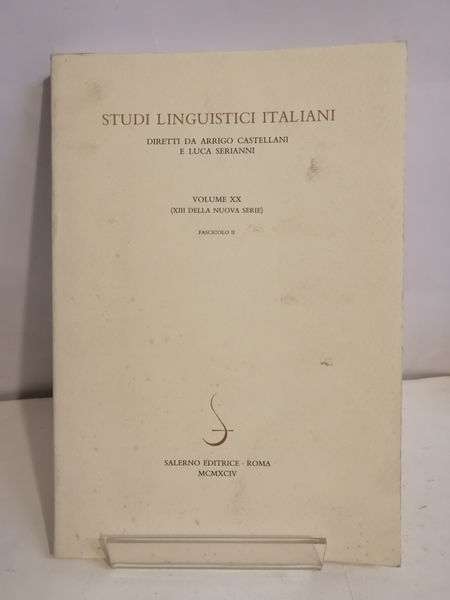 STUDI LINGUISTICI ITALIANI
DIRETTI DA ARRIGO CASTELLANI
E LUCA SERIANNI
VOLUME XX
(XIII DELLA NUOVA SERIE)
FASCICOLO II
SALERNO EDITRICE · ROMA
MCMXCIV